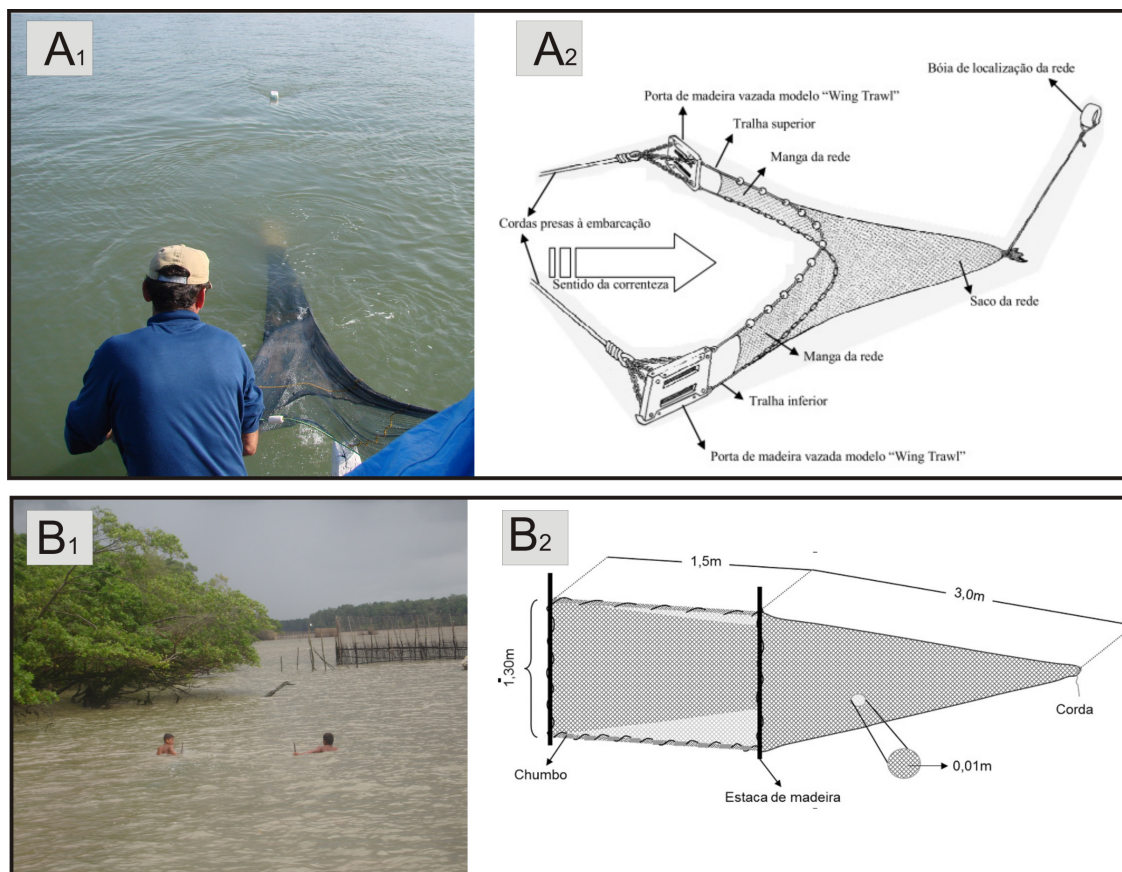 A1
A2
Bóia de localização da rede
Porta de madeira vazada modelo “Wing Trawl”
Tralha superior
Manga da rede
Cordas presas à embarcação
Sentido da correnteza
Saco da rede
Manga da rede
Tralha inferior
Porta de madeira vazada modelo “Wing Trawl”
B1
B2
1,5m
3,0m
1,30m
Corda
Chumbo
0,01m
Estaca de madeira